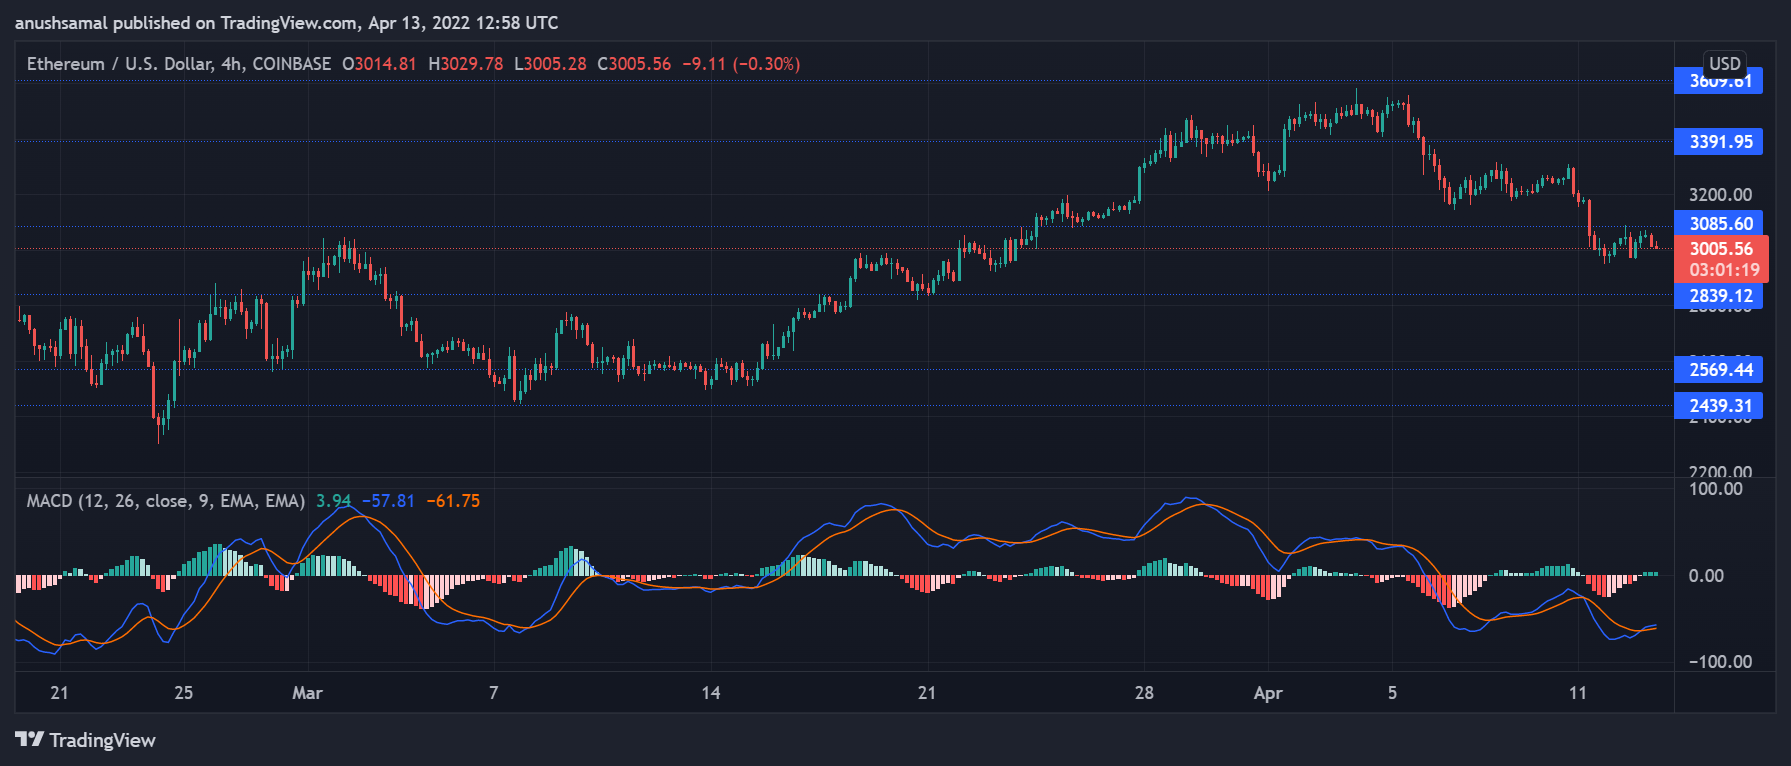 anushsamal published on TradingView.com, Apr 13, 2022 12:58 UTC
Ethereum / U.S. Dollar, 4h, COINBASE O3014.81 H3029.78 L3005.28 C3005.56 −9.11 (−0.30%)
USD
3609.61
3391.95
3200.00
3085.60
3005.56
03:01:19
2839.12
2569.44
2439.31
2200.00
MACD (12, 26, close, 9, EMA, EMA) 3.94 −57.81 −61.75
100.00
0.00
−100.00
21 25 Mar 7 14 21 28 Apr 5 11
TradingView